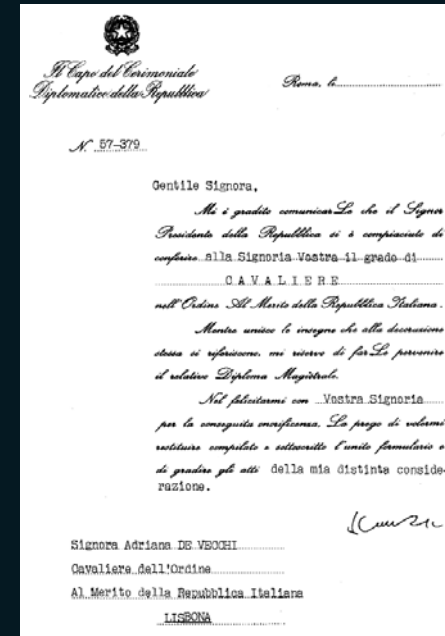 Il Capo del Cerimoniale
Diplomatico della Repubblica
Roma, li
N. 57-379
Gentile Signora,
Mi è gradito comunicarLe che il Signor
Presidente della Repubblica si è compiaciuto di
conferire alla Signoria Vostra il grado di
CAVALIERE
nell'Ordine "Al Merito della Repubblica Italiana.
Mentre unisco le insegne che alla decorazione
stessa si riferiscono, mi riservo di farLe pervenire
il relativo Diploma Magistrale.
Nel felicitarmi con Vostra Signoria
per la conseguita onorificenza, La prego di volermi
restituire compilato e sottoscritto l'unito formulario e
di gradire gli atti della mia distinta conside-
razione.
Signora Adriana DE VECCHI
Cavaliere dell'Ordine
Al Merito della Repubblica Italiana
LISBONA